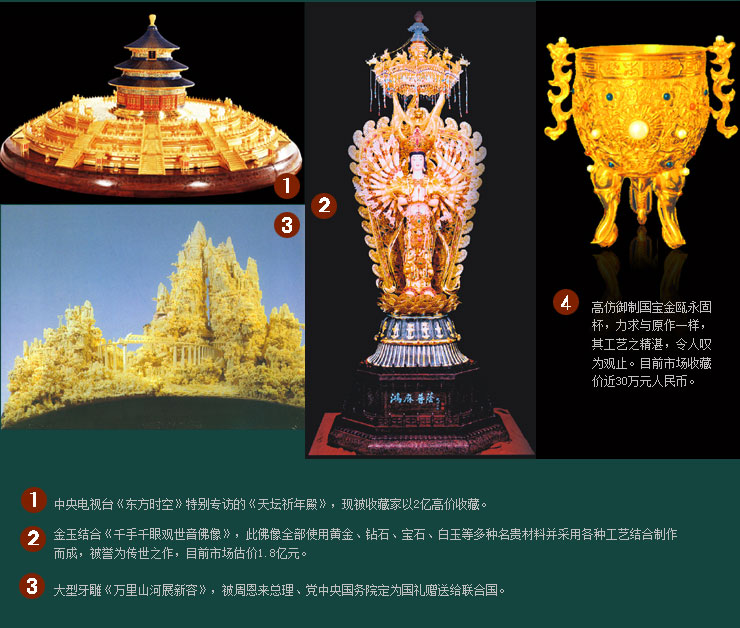 1
2
3
4
高仿御制国宝金瓯永固
杯，力求与原作一样，
其工艺之精湛，令人叹
为观止。目前市场收藏
价近30万元人民币。
1 中央电视台《东方时空》特别专访的《天坛祈年殿》，现被收藏家以2亿高价收藏。
2 金玉结合《千手千眼观世音佛像》，此佛像全部使用黄金、钻石、宝石、白玉等多种名贵材料并采用各种工艺结合制作
而成，被誉为传世之作，目前市场估价1.8亿元。
3 大型牙雕《万里山河展新容》，被周恩来总理、党中央国务院定为国礼赠送给联合国。